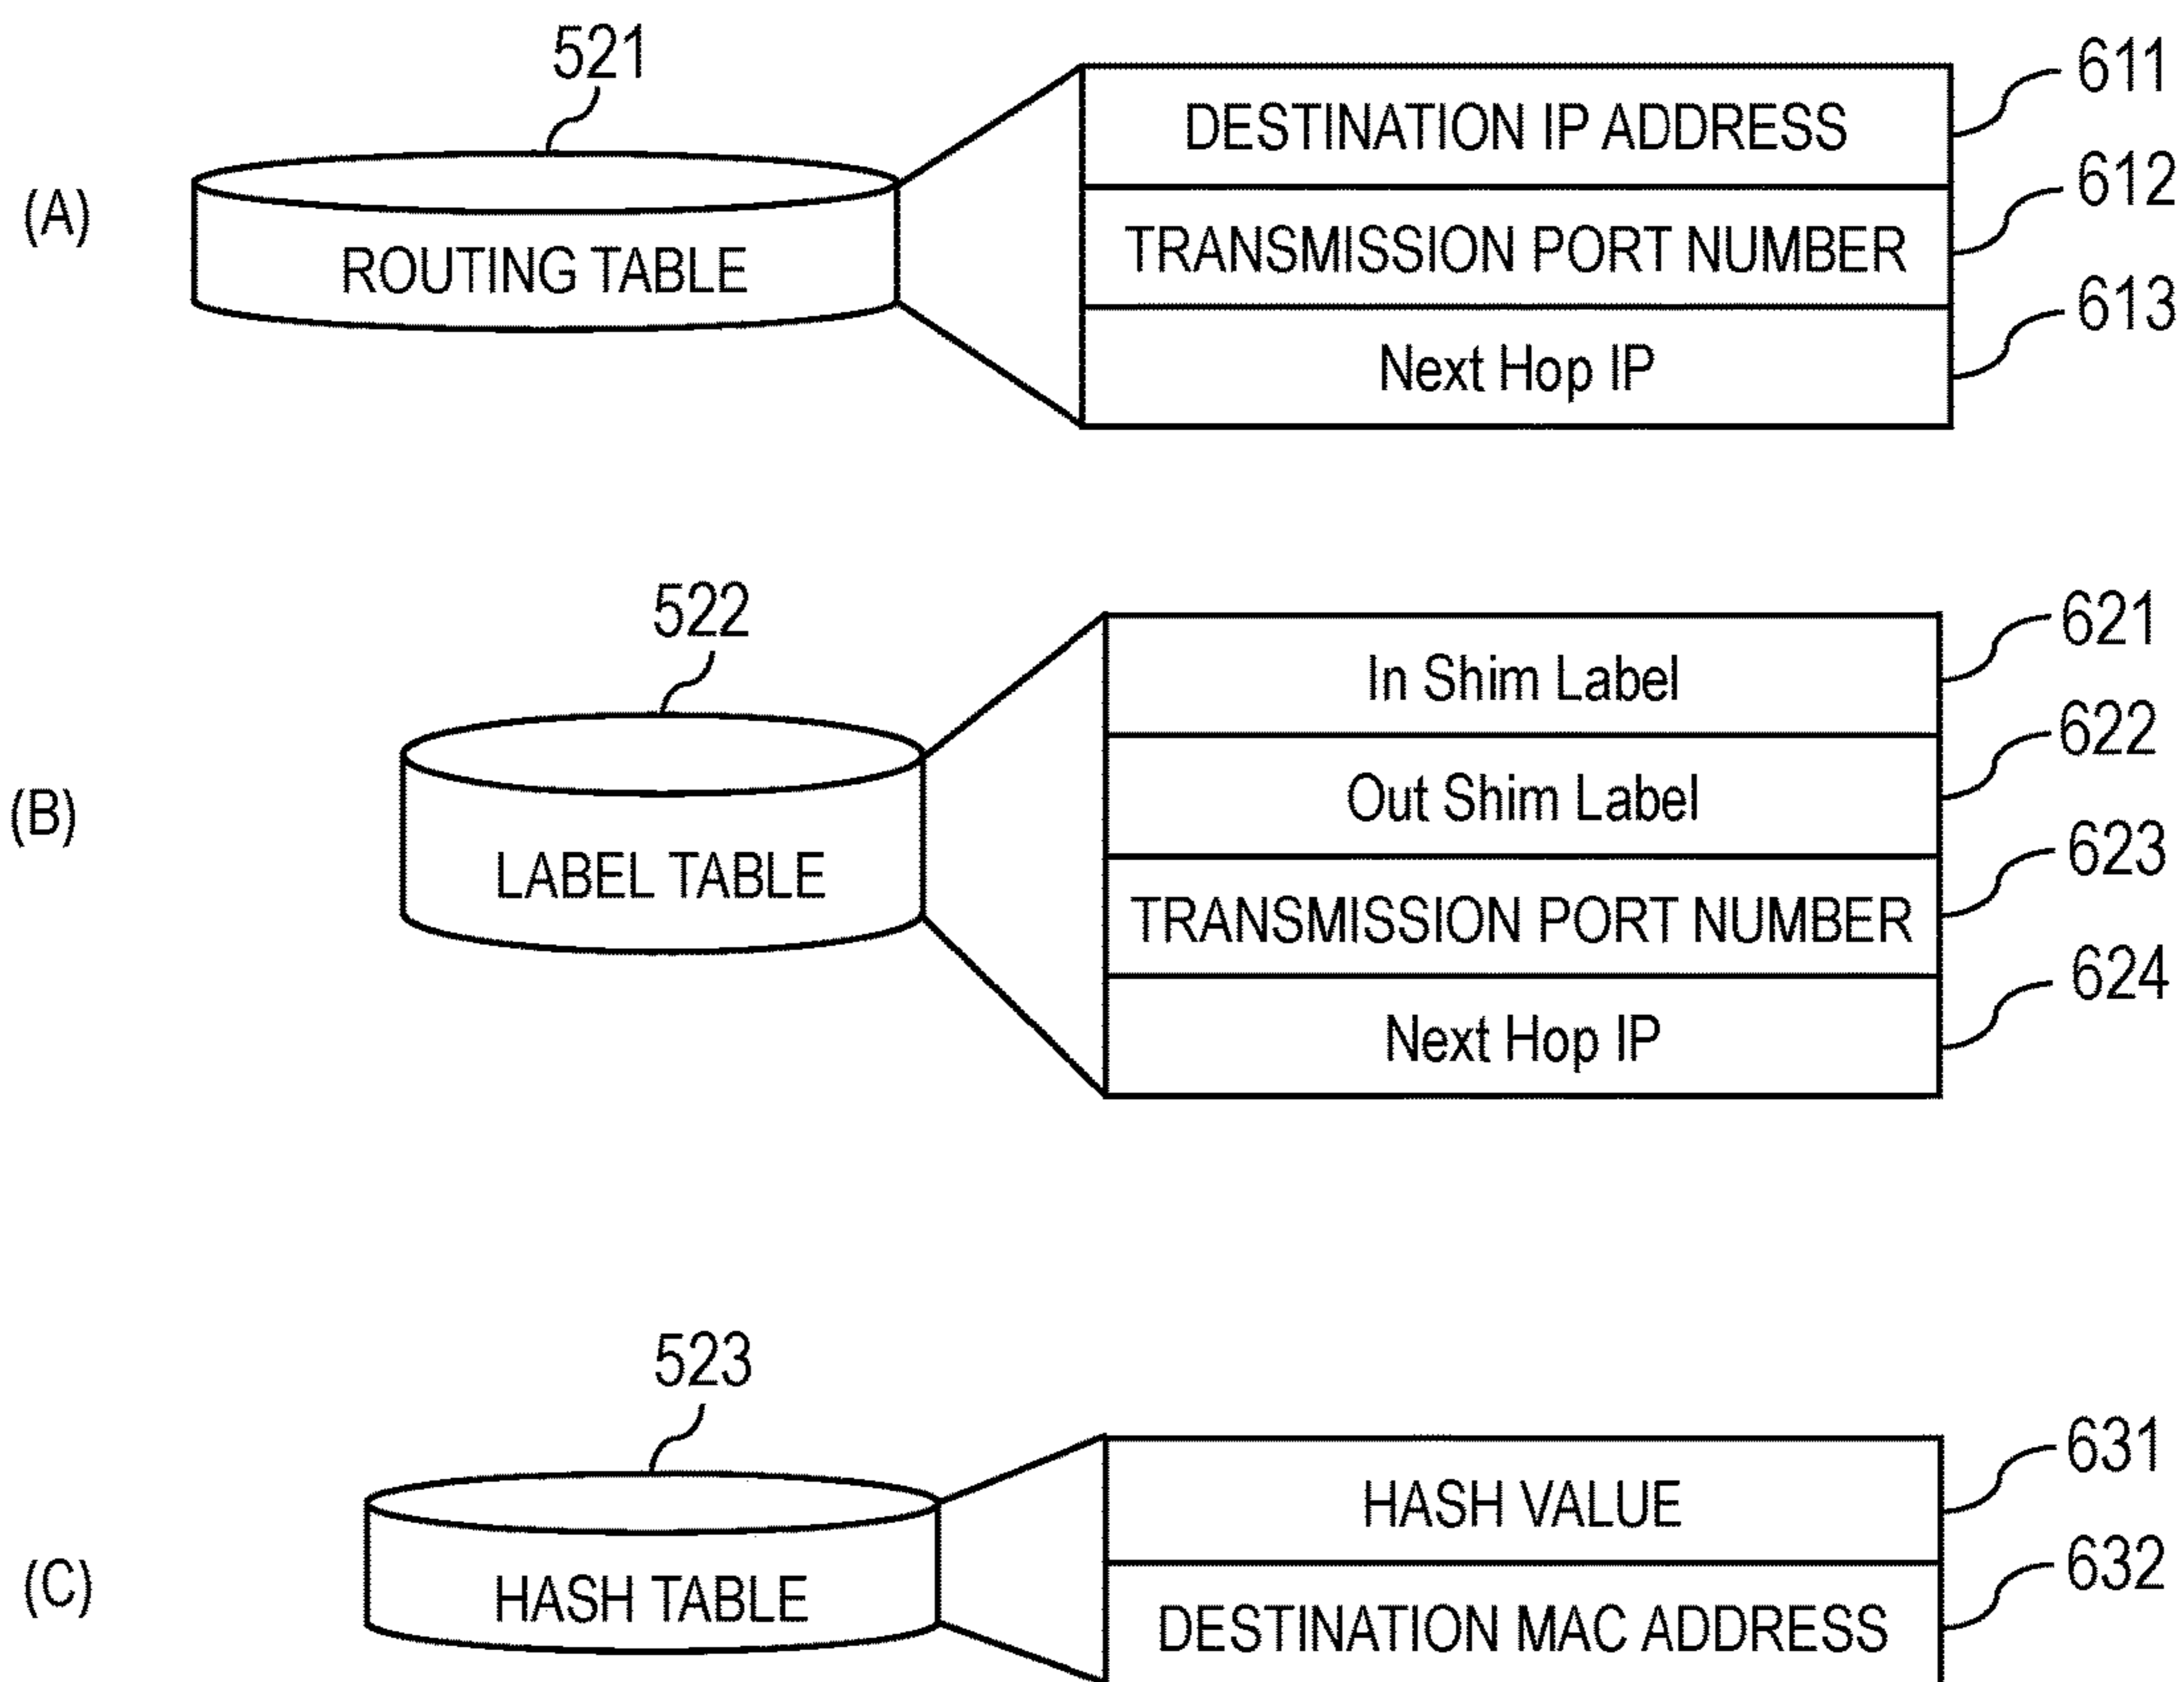 521
611
DESTINATION IP ADDRESS
612
(A)
ROUTING TABLE
TRANSMISSION PORT NUMBER
613
Next Hop IP
522
621
In Shim Label
622
Out Shim Label
(B)
LABEL TABLE
623
TRANSMISSION PORT NUMBER
624
Next Hop IP
523
631
HASH VALUE
632
(C)
HASH TABLE
DESTINATION MAC ADDRESS